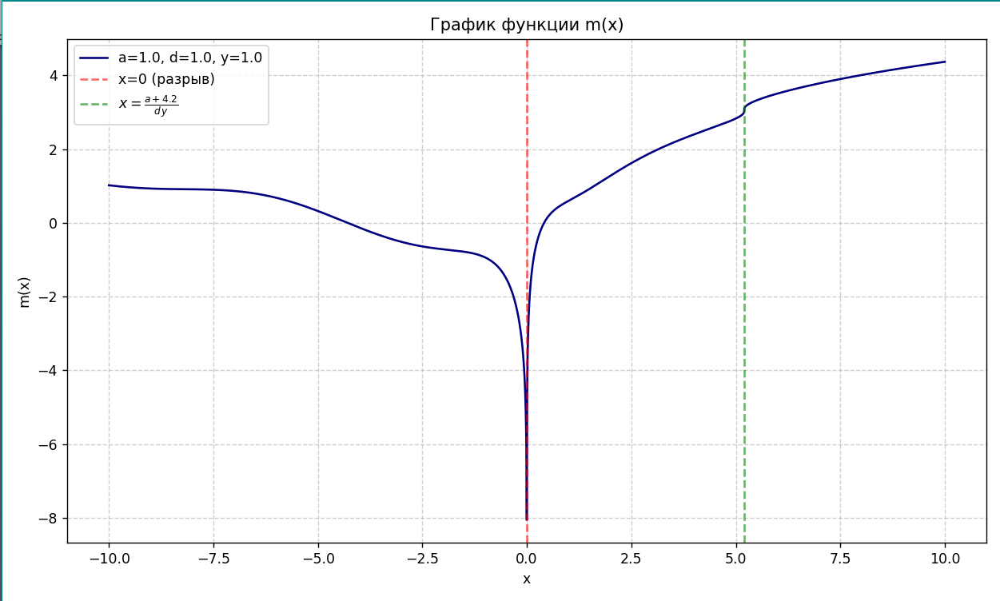 График функции m(x)
a=1.0, d=1.0, y=1.0
x=0 (разрыв)
x = \frac{a+4.2}{dy}
4
2
0
−2
−4
−6
−8
m(x)
−10.0 −7.5 −5.0 −2.5 0.0 2.5 5.0 7.5 10.0
x